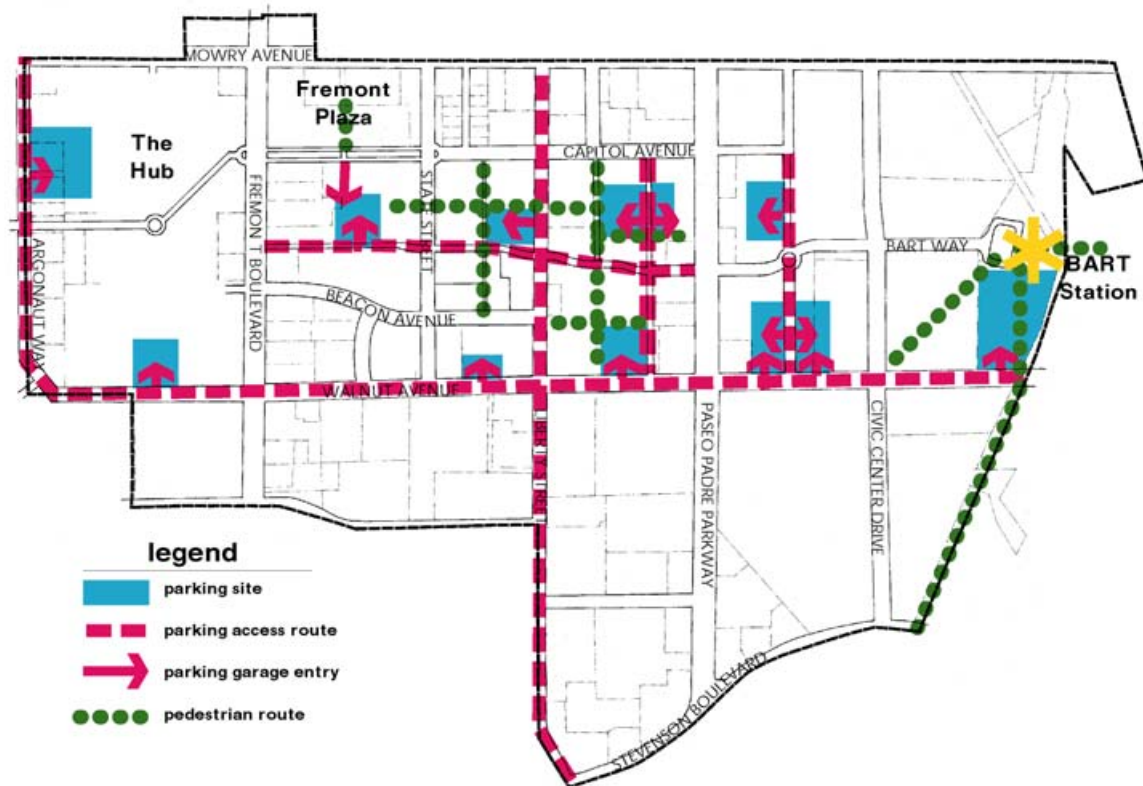 MOWRY AVENUE
Fremont
Plaza
The
Hub
CAPITOL AVENUE
FREMONT BOULEVARD
STATE STREET
ARGONAUT WAY
BART WAY
BART
Station
BEACON AVENUE
WALNUT AVENUE
LIBERTY STREET
PASEO PADRE PARKWAY
CIVIC CENTER DRIVE
STEVENSON BOULEVARD
legend
parking site
parking access route
parking garage entry
pedestrian route